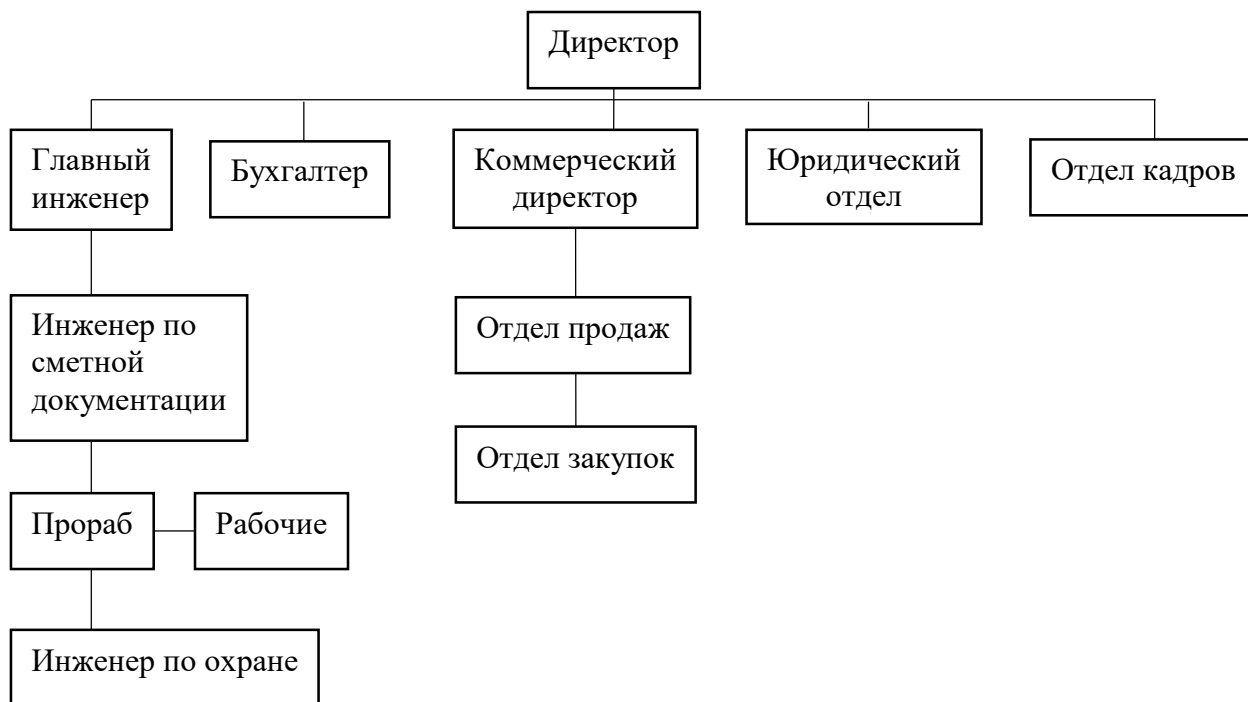 Директор
Главный
инженер
Бухгалтер
Коммерческий
директор
Юридический
отдел
Отдел кадров
Инженер по
сметной
документации
Отдел продаж
Отдел закупок
Прораб
Рабочие
Инженер по охране